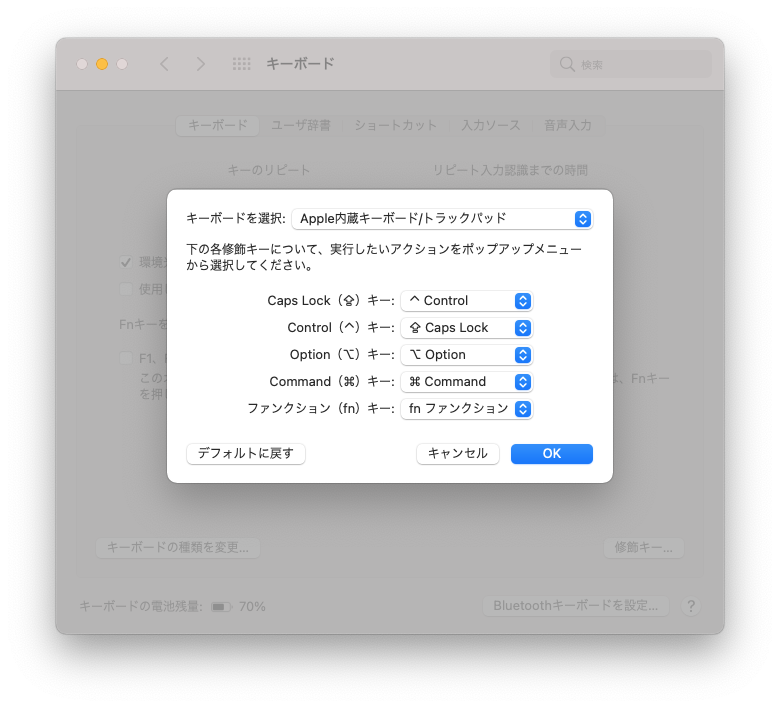 キーボード
検索
キーボード
ユーザ辞書
ショートカット
入力ソース
音声入力
キーのリピート
リピート入力認識までの時間
キーボードを選択: Apple内蔵キーボード/トラックパッド
下の各修飾キーについて、実行したいアクションをポップアップメニュー
から選択してください。
Caps Lock（⇪）キー: ⌃ Control
Control（⌃）キー: ⇪ Caps Lock
Option（⌥）キー: ⌥ Option
Command（⌘）キー: ⌘ Command
ファンクション（fn）キー: fn ファンクション
デフォルトに戻す
キャンセル
OK
環境
使用
Fnキーを
F1、
この
は、Fnキー
を押
キーボードの種類を変更...
修飾キー...
キーボードの電池残量: 70%
Bluetoothキーボードを設定...
?